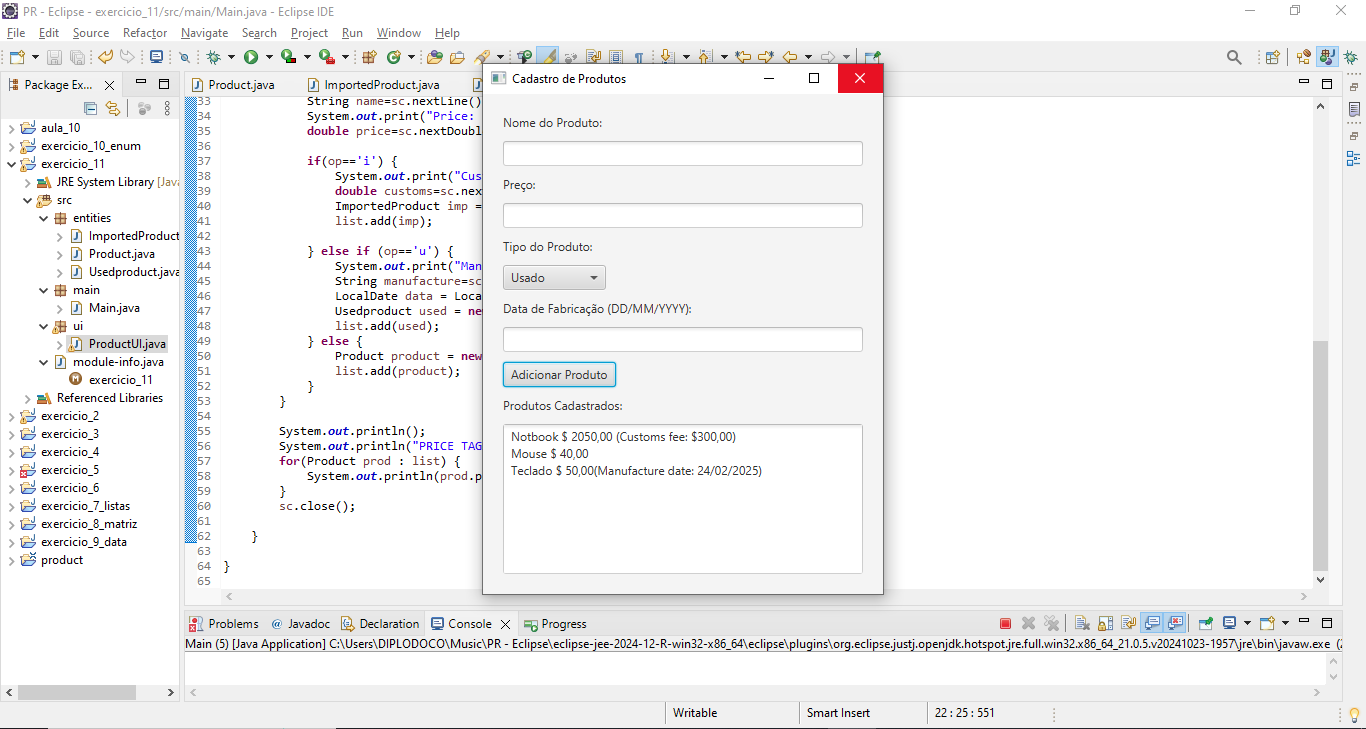 PR - Eclipse - exercicio_11/src/main/Main.java - Eclipse IDE
File Edit Source Refactor Navigate Search Project Run Window Help
Package Ex...
aula_10
exercicio_10_enum
exercicio_11
JRE System Library [Java
src
entities
ImportedProduct
Product.java
Usedproduct.java
main
Main.java
ui
ProductUI.java
module-info.java
exercicio_11
Referenced Libraries
exercicio_2
exercicio_3
exercicio_4
exercicio_5
exercicio_6
exercicio_7_listas
exercicio_8_matriz
exercicio_9_data
product
Product.java ImportedProduct.java
33 String name=sc.nextLine()
34 System.out.print("Price:
35 double price=sc.nextDoubl
36
37 if(op=='i') {
38 System.out.print("Cus
39 double customs=sc.nex
40 ImportedProduct imp =
41 list.add(imp);
42
43 } else if (op=='u') {
44 System.out.print("Man
45 String manufacture=sc
46 LocalDate data = Loca
47 Usedproduct used = ne
48 list.add(used);
49 } else {
50 Product product = new
51 list.add(product);
52 }
53 }
54
55 System.out.println();
56 System.out.println("PRICE TAG
57 for(Product prod : list) {
58 System.out.println(prod.p
59 }
60 sc.close();
61
62 }
63
64 }
65
Cadastro de Produtos
Nome do Produto:
Preço:
Tipo do Produto:
Usado
Data de Fabricação (DD/MM/YYYY):
Adicionar Produto
Produtos Cadastrados:
Notbook $ 2050,00 (Customs fee: $300,00)
Mouse $ 40,00
Teclado $ 50,00(Manufacture date: 24/02/2025)
Problems Javadoc Declaration Console Progress
Main (5) [Java Application] C:\Users\DIPLODOCO\Music\PR - Eclipse\eclipse-jee-2024-12-R-win32-x86_64\eclipse\plugins\org.eclipse.justj.openjdk.hotspot.jre.full.win32.x86_64_21.0.5.v20241023-1957\jre\bin\javaw.exe
Writable Smart Insert 22 : 25 : 551